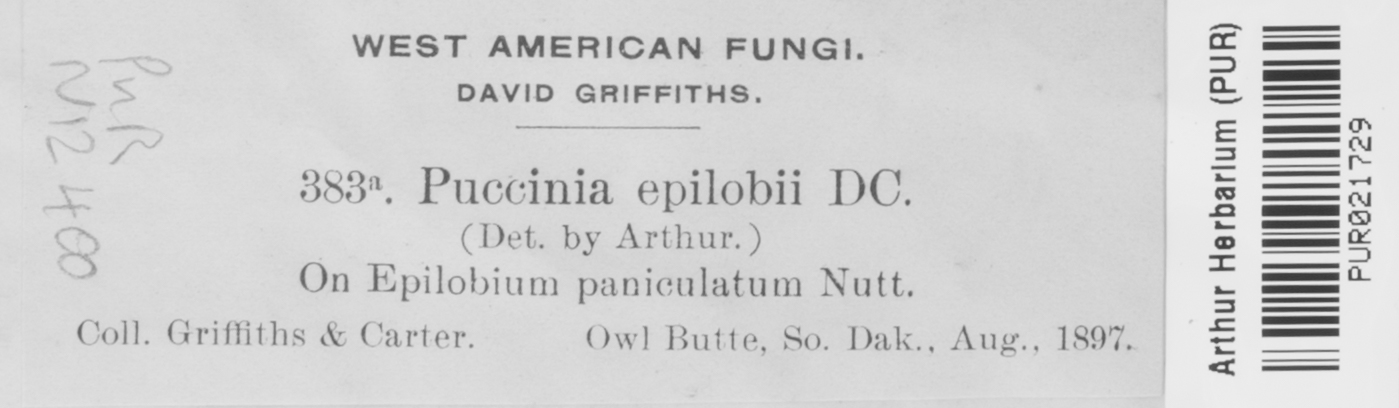 WEST AMERICAN FUNGI.
DAVID GRIFFITHS.
383ª. Puccinia epilobii DC.
(Det. by Arthur.)
On Epilobium paniculatum Nutt.
Coll. Griffiths & Carter. Owl Butte, So. Dak., Aug., 1897.
PUR
N12400
Arthur Herbarium (PUR)
PUR021729